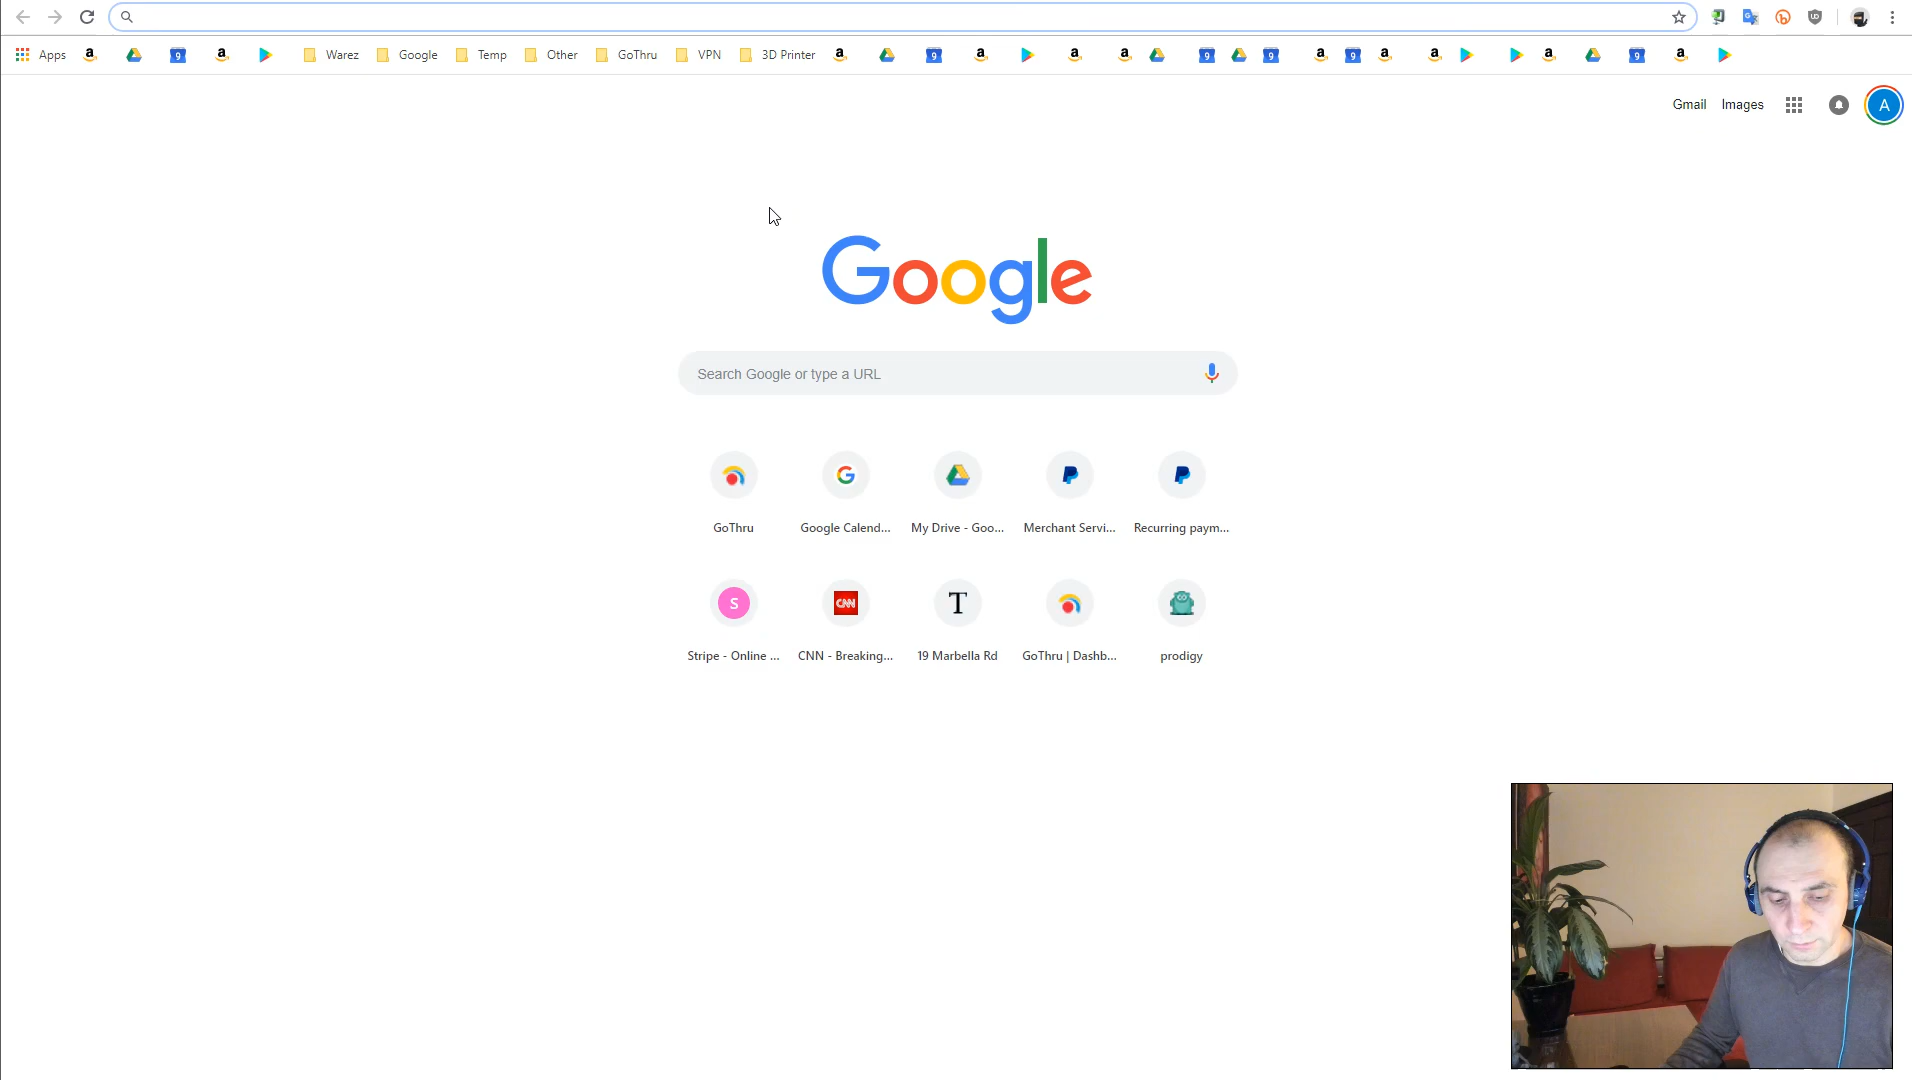 Apps Warez Google Temp Other GoThru VPN 3D Printer
Gmail Images
A
Google
Search Google or type a URL
GoThru Google Calend... My Drive - Goo... Merchant Servi... Recurring paym...
S CNN T
Stripe - Online ... CNN - Breaking... 19 Marbella Rd GoThru | Dashb... prodigy